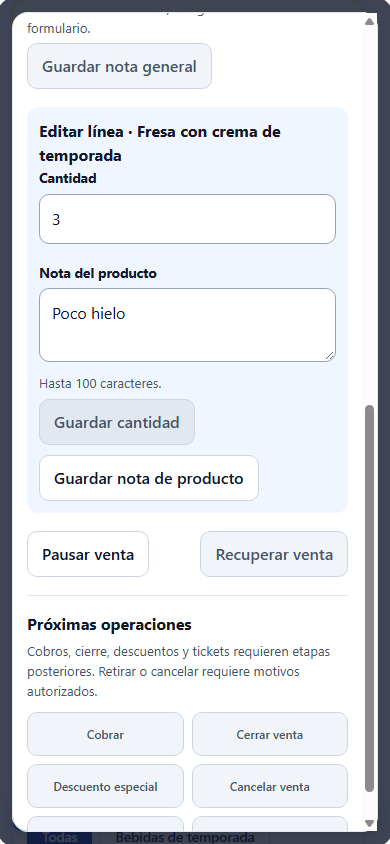 formulario.
Guardar nota general
Editar línea · Fresa con crema de
temporada
Cantidad
3
Nota del producto
Poco hielo
Hasta 100 caracteres.
Guardar cantidad
Guardar nota de producto
Pausar venta
Recuperar venta
Próximas operaciones
Cobros, cierre, descuentos y tickets requieren etapas
posteriores. Retirar o cancelar requiere motivos
autorizados.
Cobrar
Cerrar venta
Descuento especial
Cancelar venta
Todas
Bebidas de temporada